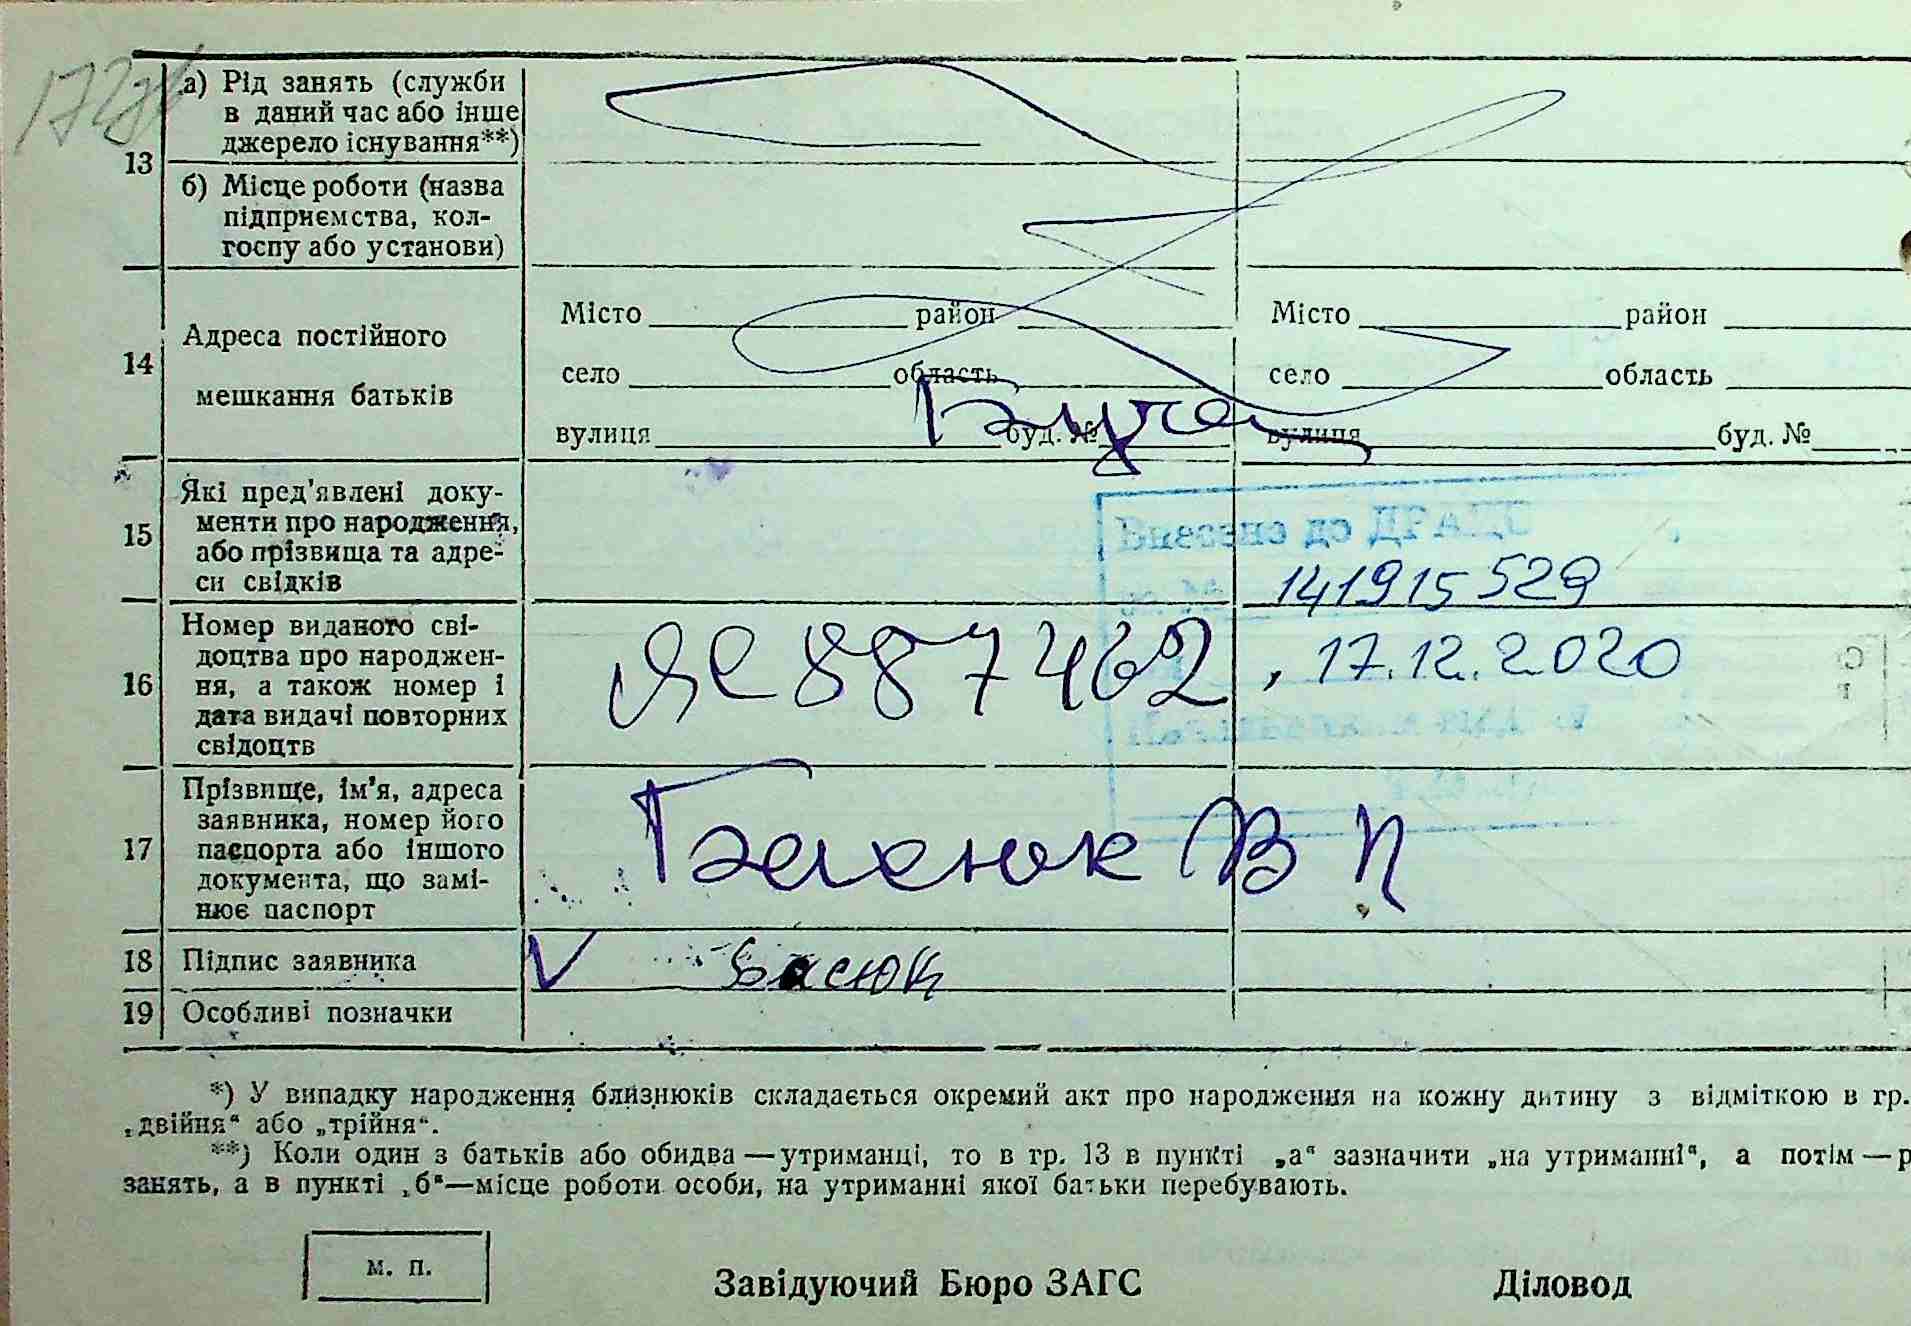 13
а) Рід занять (служби
в даний час або інше
джерело існування**)
б) Місце роботи (назва
підприємства, кол-
госпу або установи)
14
Адреса постійного
мешкання батьків
Місто район Місто район
село область село область
вулиця буд. № вулиця буд. №
Буча
15
Які пред'явлені доку-
менти про народження,
або прізвища та адре-
си свідків
Внесено до ДРАЦС
141915529
16
Номер виданого сві-
доцтва про народжен-
ня, а також номер і
дата видачі повторних
свідоцтв
ЯЄ 887462, 17.12.2020
17
Прізвище, ім'я, адреса
заявника, номер його
паспорта або іншого
документа, що замі-
нює паспорт
Басюк В П
18 Підпис заявника V Басюк
19 Особливі позначки
*) У випадку народження близнюків складається окремий акт про народження на кожну дитину з відміткою в гр.
„двійня“ або „трійня“.
**) Коли один з батьків або обидва — утриманці, то в гр. 13 в пункті „а“ зазначити „на утриманні“, а потім — р
занять, а в пункті „б“—місце роботи особи, на утриманні якої батьки перебувають.
м. п.
Завідуючий Бюро ЗАГС Діловод